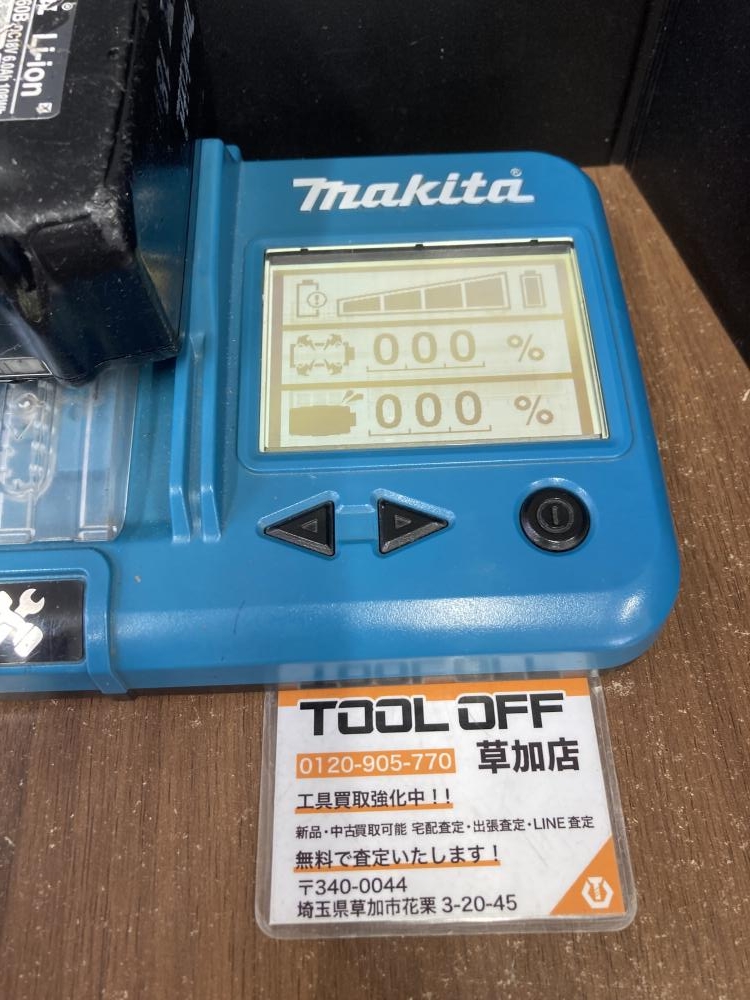 Li-ion
makita®
000 %
000 %
TOOL OFF
0120-905-770 草加店
工具買取強化中!!
新品・中古買取可能 宅配査定・出張査定・LINE査定
無料で査定いたします!
〒340-0044
埼玉県草加市花栗 3-20-45